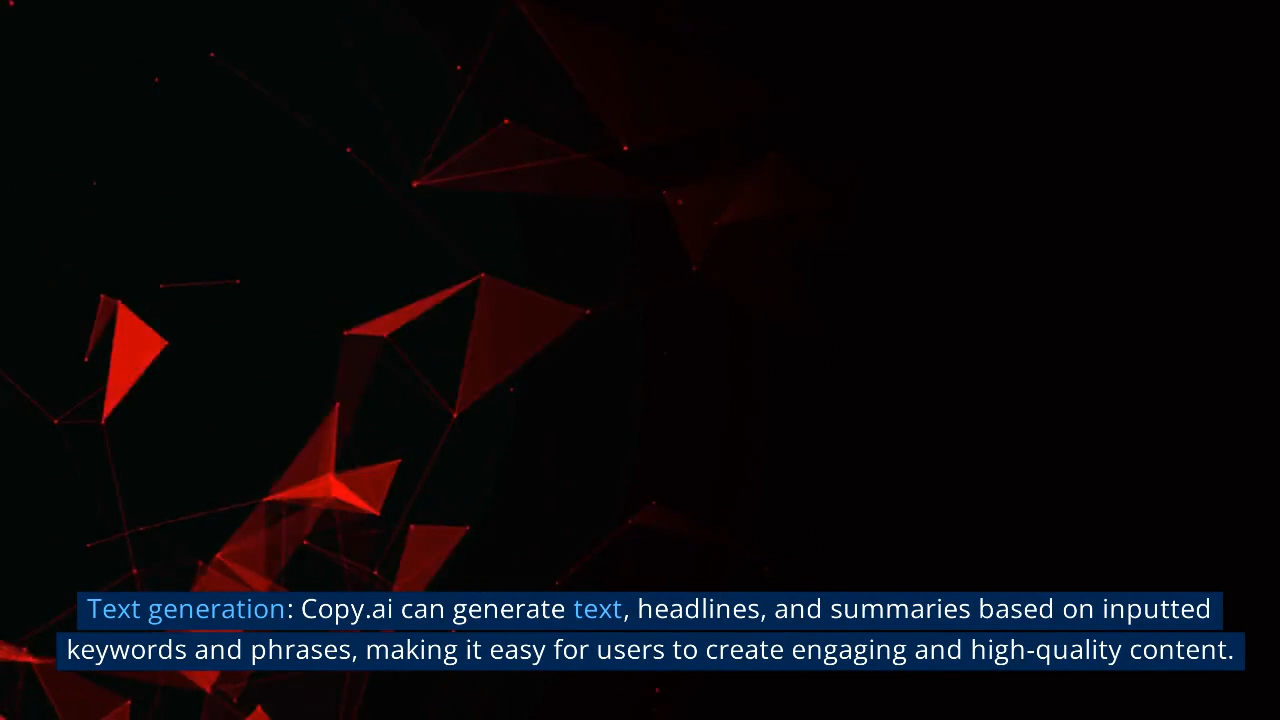 Text generation: Copy.ai can generate text, headlines, and summaries based on inputted
keywords and phrases, making it easy for users to create engaging and high-quality content.